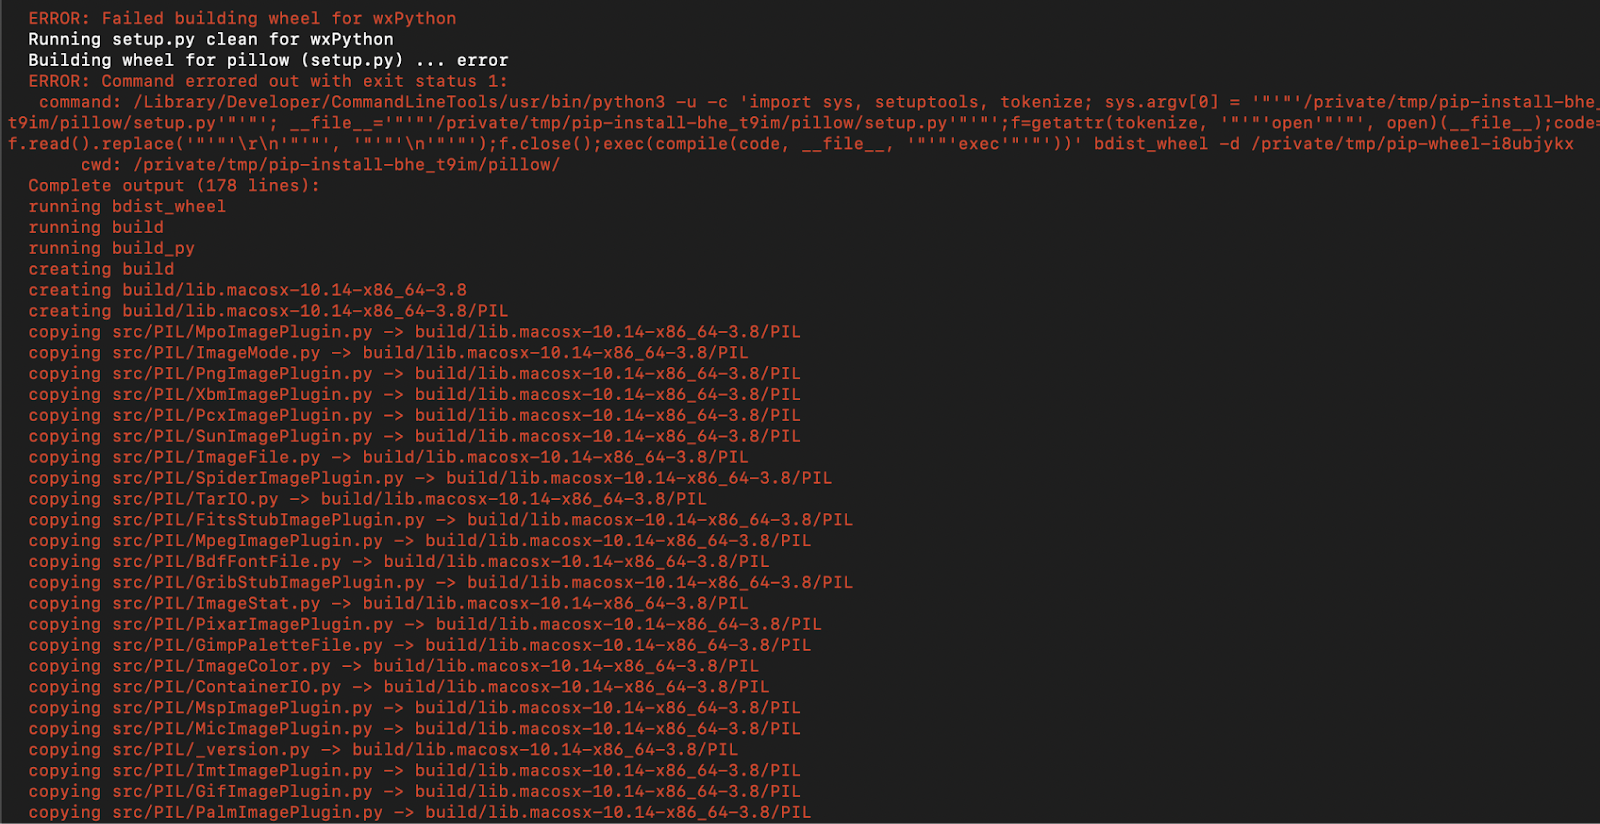 ERROR: Failed building wheel for wxPython
Running setup.py clean for wxPython
Building wheel for pillow (setup.py) ... error
ERROR: Command errored out with exit status 1:
command: /Library/Developer/CommandLineTools/usr/bin/python3 -u -c 'import sys, setuptools, tokenize; sys.argv[0] = '"'"'/private/tmp/pip-install-bhe_
t9im/pillow/setup.py'"'"'; __file__='"'"'/private/tmp/pip-install-bhe_t9im/pillow/setup.py'"'"';f=getattr(tokenize, '"'"'open'"'"', open)(__file__);code=
f.read().replace('"'"'\r\n'"'"', '"'"'\n'"'"');f.close();exec(compile(code, __file__, '"'"'exec'"'"'))' bdist_wheel -d /private/tmp/pip-wheel-i8ubjykx
cwd: /private/tmp/pip-install-bhe_t9im/pillow/
Complete output (178 lines):
running bdist_wheel
running build
running build_py
creating build
creating build/lib.macosx-10.14-x86_64-3.8
creating build/lib.macosx-10.14-x86_64-3.8/PIL
copying src/PIL/MpoImagePlugin.py -> build/lib.macosx-10.14-x86_64-3.8/PIL
copying src/PIL/ImageMode.py -> build/lib.macosx-10.14-x86_64-3.8/PIL
copying src/PIL/PngImagePlugin.py -> build/lib.macosx-10.14-x86_64-3.8/PIL
copying src/PIL/XbmImagePlugin.py -> build/lib.macosx-10.14-x86_64-3.8/PIL
copying src/PIL/PcxImagePlugin.py -> build/lib.macosx-10.14-x86_64-3.8/PIL
copying src/PIL/SunImagePlugin.py -> build/lib.macosx-10.14-x86_64-3.8/PIL
copying src/PIL/ImageFile.py -> build/lib.macosx-10.14-x86_64-3.8/PIL
copying src/PIL/SpiderImagePlugin.py -> build/lib.macosx-10.14-x86_64-3.8/PIL
copying src/PIL/TarIO.py -> build/lib.macosx-10.14-x86_64-3.8/PIL
copying src/PIL/FitsStubImagePlugin.py -> build/lib.macosx-10.14-x86_64-3.8/PIL
copying src/PIL/MpegImagePlugin.py -> build/lib.macosx-10.14-x86_64-3.8/PIL
copying src/PIL/BdfFontFile.py -> build/lib.macosx-10.14-x86_64-3.8/PIL
copying src/PIL/GribStubImagePlugin.py -> build/lib.macosx-10.14-x86_64-3.8/PIL
copying src/PIL/ImageStat.py -> build/lib.macosx-10.14-x86_64-3.8/PIL
copying src/PIL/PixarImagePlugin.py -> build/lib.macosx-10.14-x86_64-3.8/PIL
copying src/PIL/GimpPaletteFile.py -> build/lib.macosx-10.14-x86_64-3.8/PIL
copying src/PIL/ImageColor.py -> build/lib.macosx-10.14-x86_64-3.8/PIL
copying src/PIL/ContainerIO.py -> build/lib.macosx-10.14-x86_64-3.8/PIL
copying src/PIL/MspImagePlugin.py -> build/lib.macosx-10.14-x86_64-3.8/PIL
copying src/PIL/MicImagePlugin.py -> build/lib.macosx-10.14-x86_64-3.8/PIL
copying src/PIL/_version.py -> build/lib.macosx-10.14-x86_64-3.8/PIL
copying src/PIL/ImtImagePlugin.py -> build/lib.macosx-10.14-x86_64-3.8/PIL
copying src/PIL/GifImagePlugin.py -> build/lib.macosx-10.14-x86_64-3.8/PIL
copying src/PIL/PalmImagePlugin.py -> build/lib.macosx-10.14-x86_64-3.8/PIL